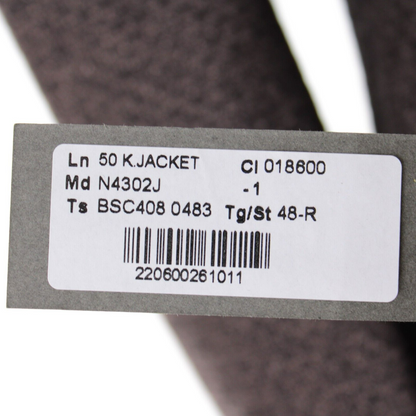 Ln 50 K.JACKET Cl 018600
Md N4302J -1
Ts BSC408 0483 Tg/St 48-R
220600261011